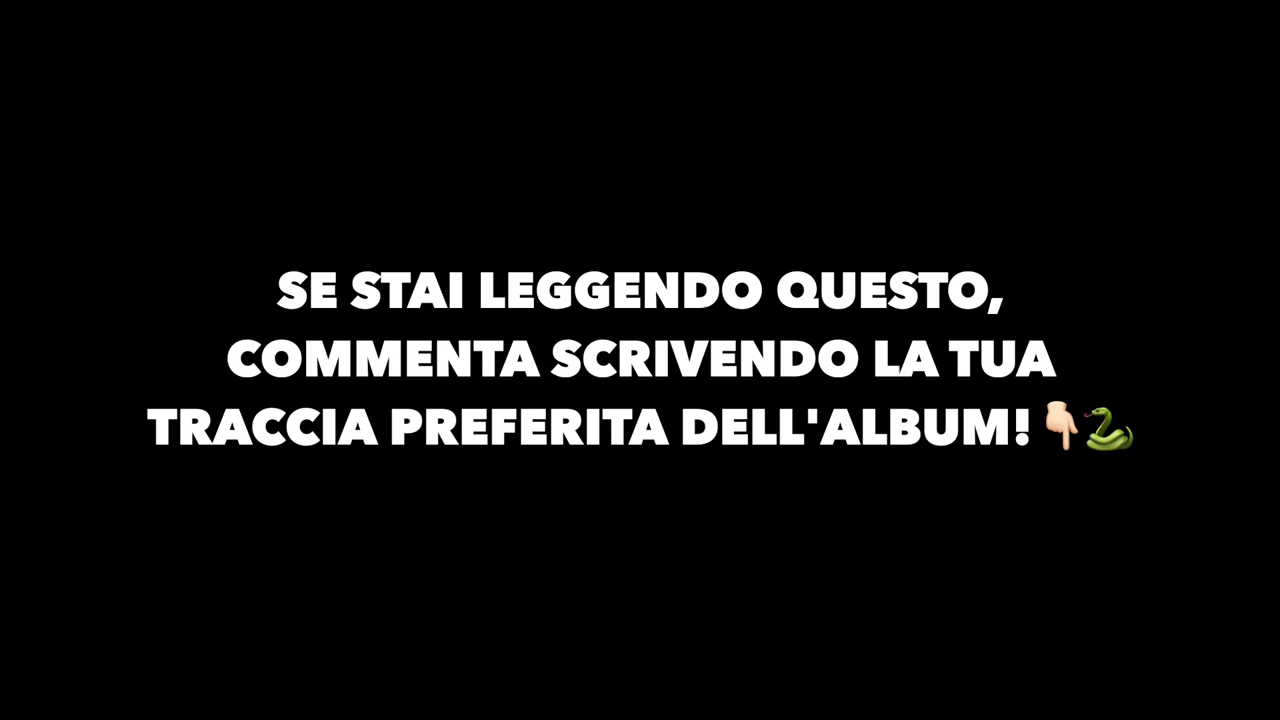 SE STAI LEGGENDO QUESTO,
COMMENTA SCRIVENDO LA TUA
TRACCIA PREFERITA DELL'ALBUM! 👇🏻🐍